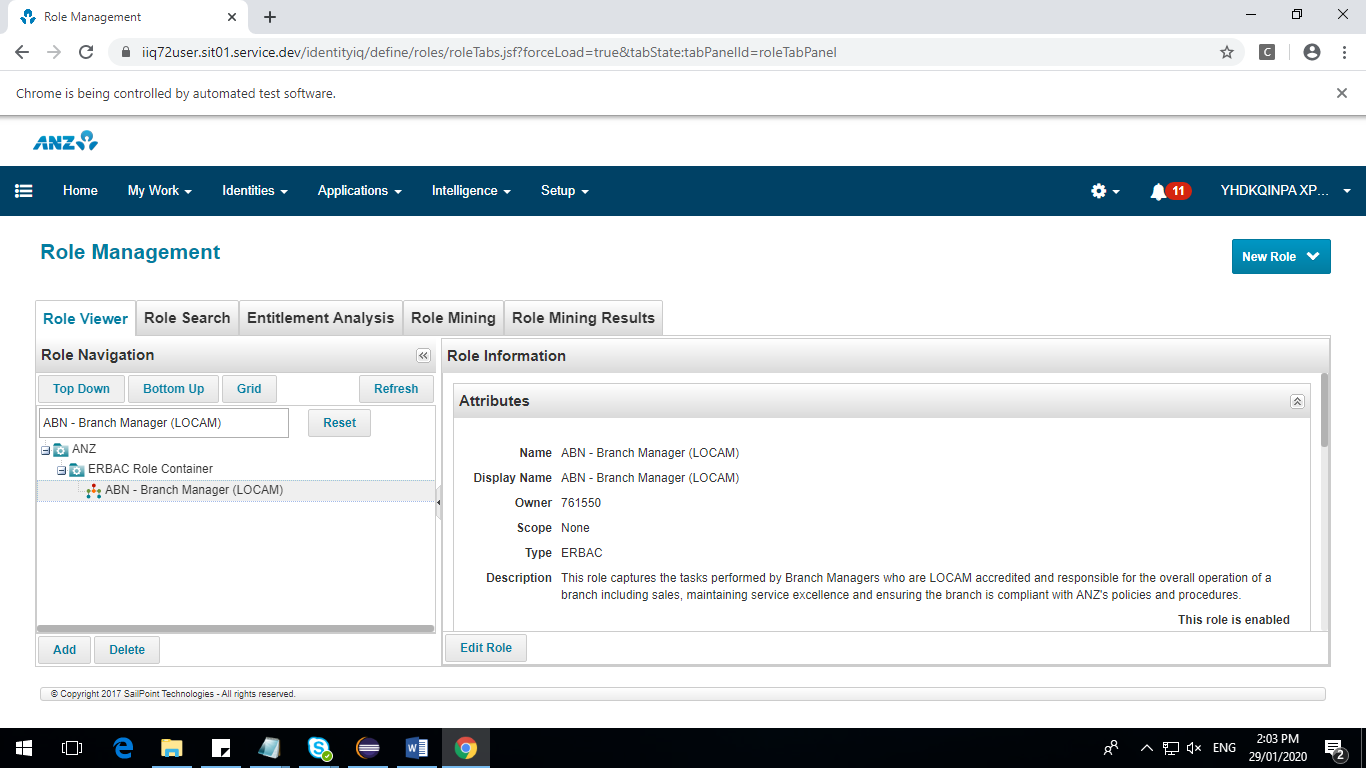 Role Management
iiq72user.sit01.service.dev/identityiq/define/roles/roleTabs.jsf?forceLoad=true&tabState:tabPanelId=roleTabPanel
C
Chrome is being controlled by automated test software.
ANZ
Home My Work Identities Applications Intelligence Setup 11 YHDKQINPA XP...
Role Management
New Role
Role Viewer Role Search Entitlement Analysis Role Mining Role Mining Results
Role Navigation
Top Down Bottom Up Grid Refresh
ABN - Branch Manager (LOCAM) Reset
ANZ
ERBAC Role Container
ABN - Branch Manager (LOCAM)
Add Delete
Role Information
Attributes
Name ABN - Branch Manager (LOCAM)
Display Name ABN - Branch Manager (LOCAM)
Owner 761550
Scope None
Type ERBAC
Description This role captures the tasks performed by Branch Managers who are LOCAM accredited and responsible for the overall operation of a
branch including sales, maintaining service excellence and ensuring the branch is compliant with ANZ's policies and procedures.
This role is enabled
Edit Role
© Copyright 2017 SailPoint Technologies - All rights reserved.
ENG
2:03 PM
29/01/2020
2